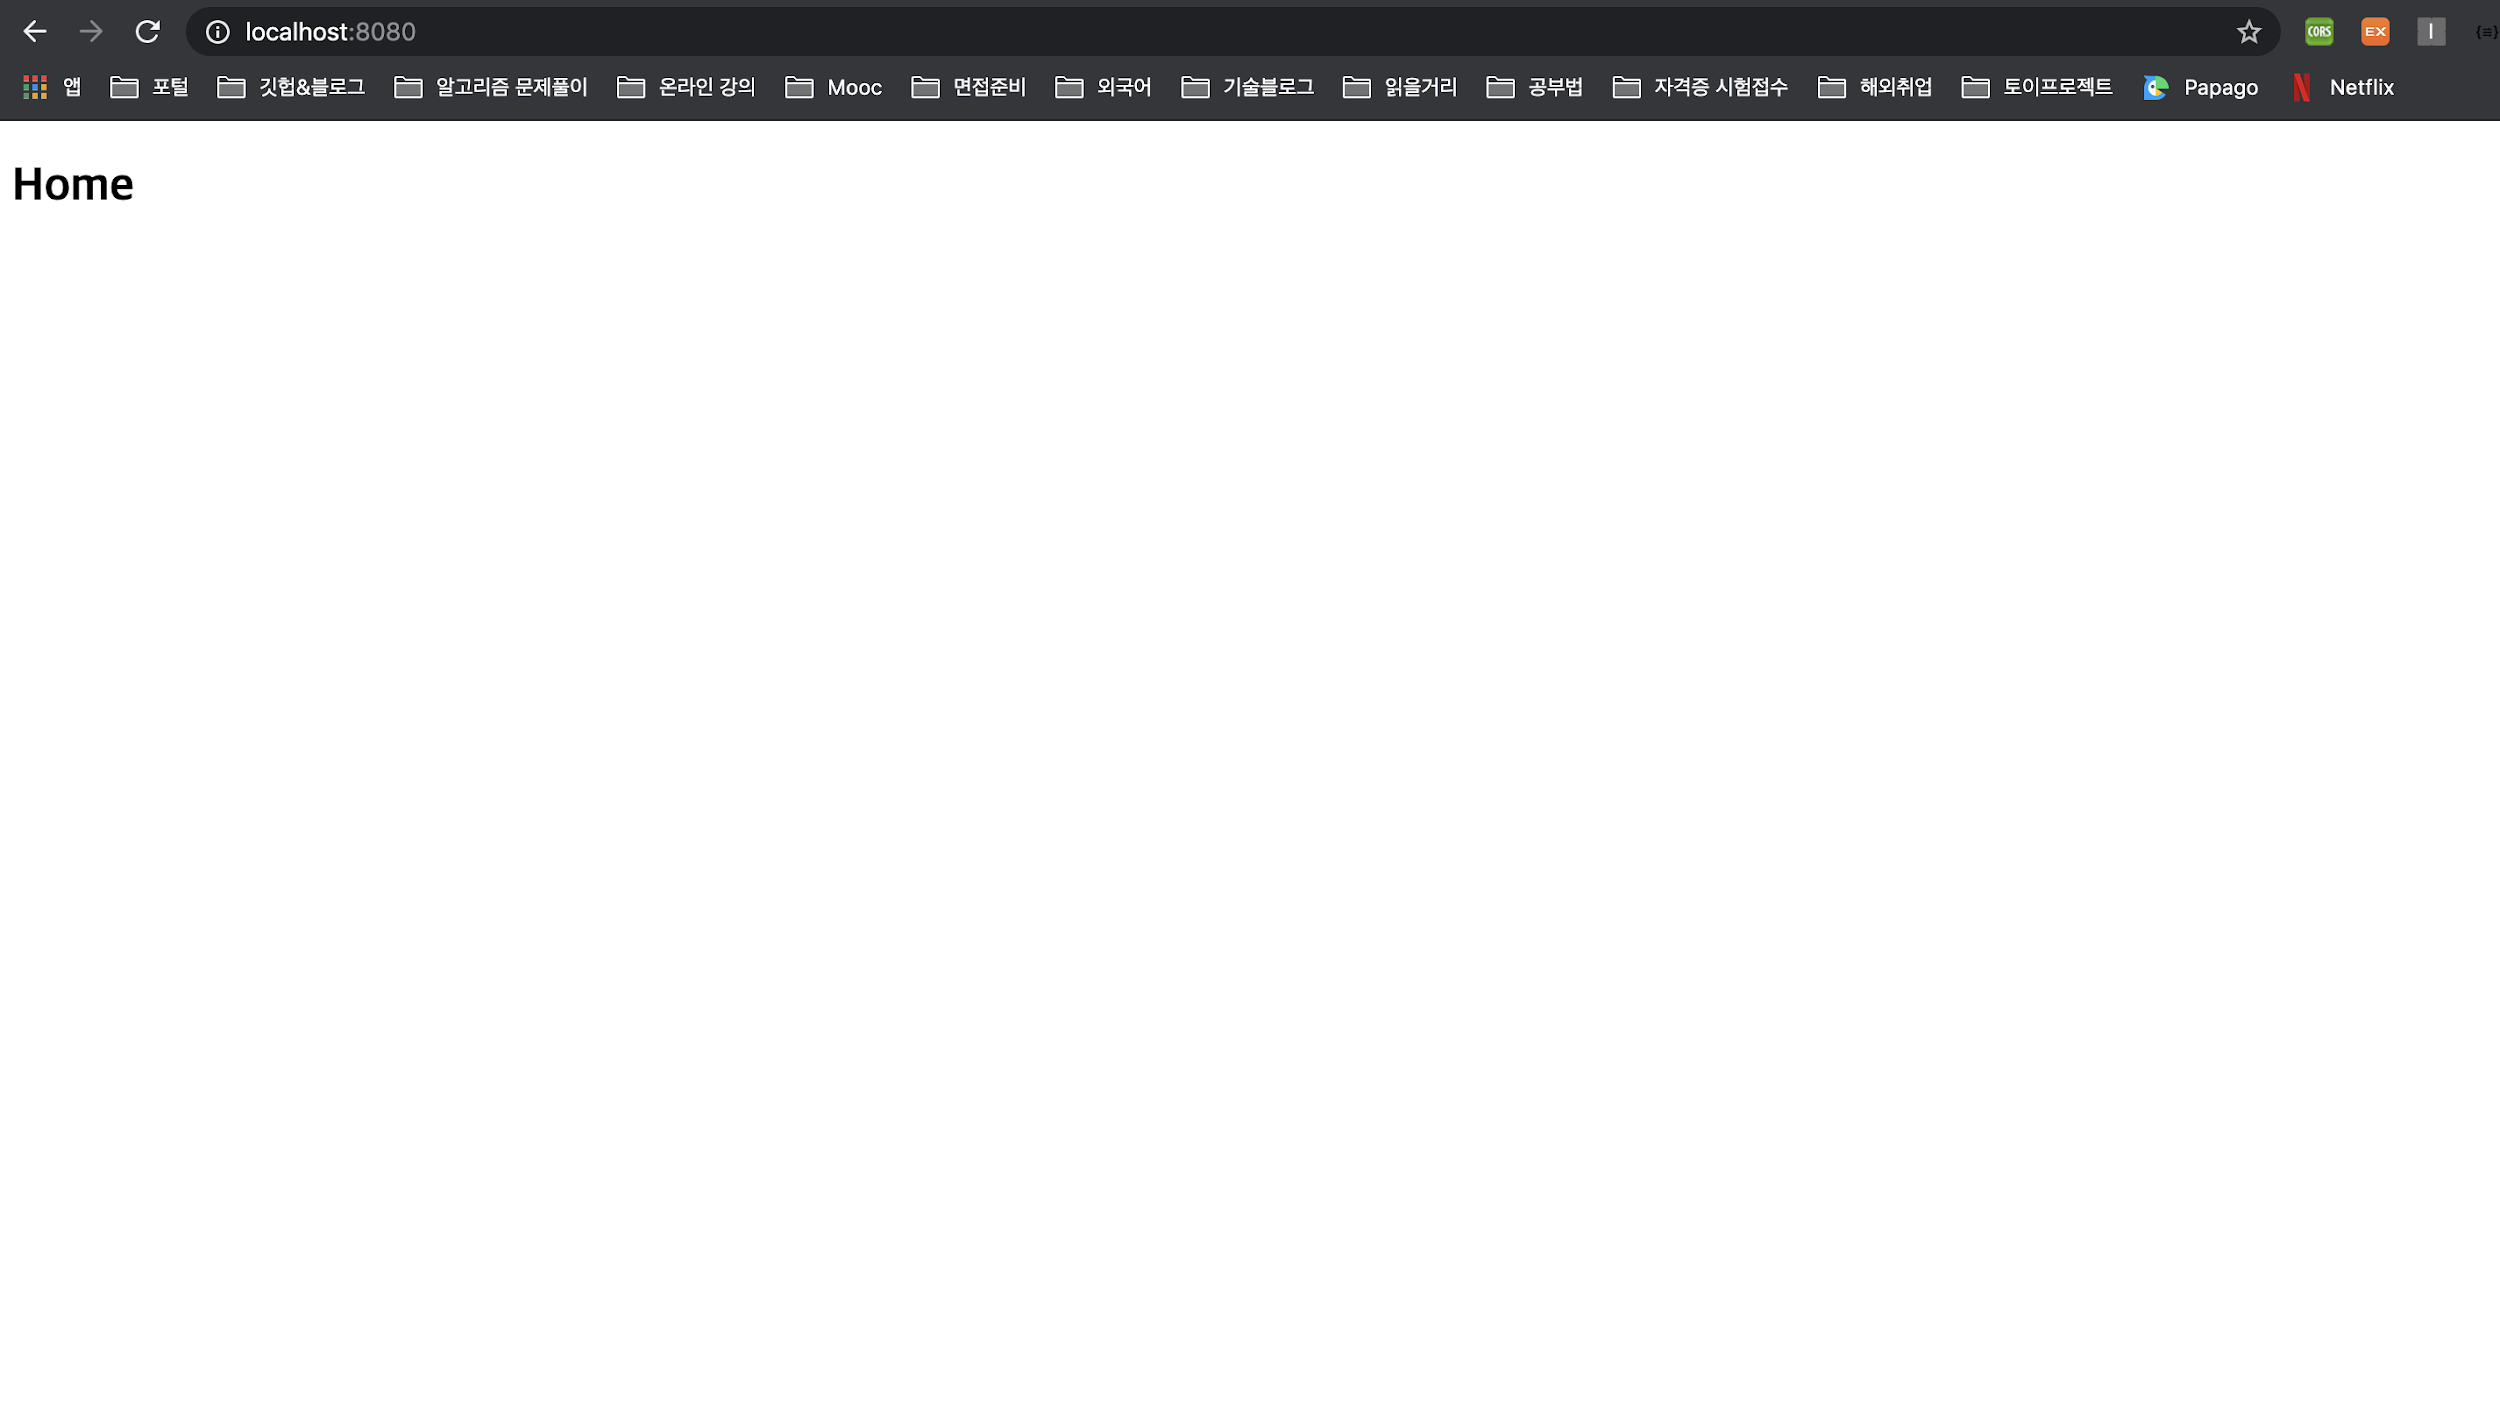 localhost:8080
CORS EX
앱 포털 깃헙&블로그 알고리즘 문제풀이 온라인 강의 Mooc 면접준비 외국어 기술블로그 읽을거리 공부법 자격증 시험접수 해외취업 토이프로젝트 Papago Netflix
Home